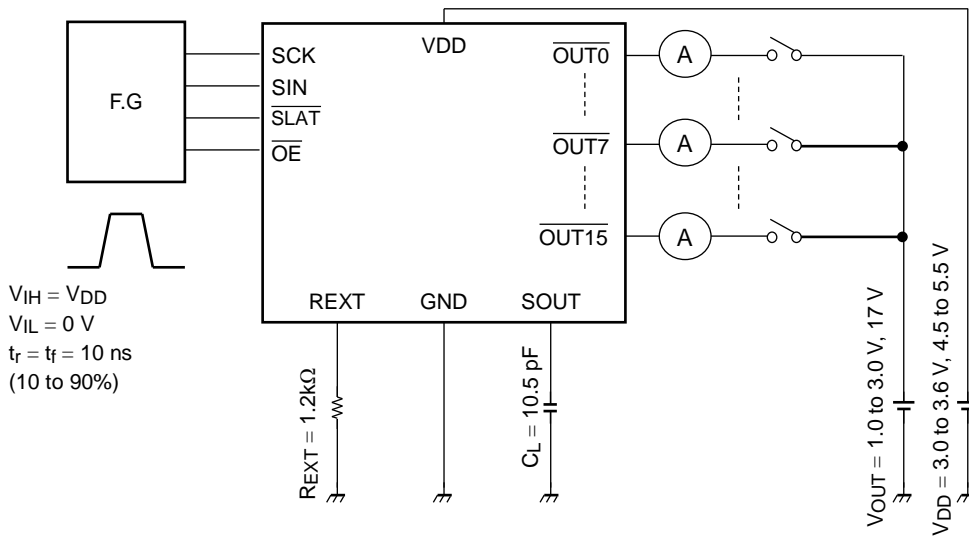 F.G
SCK
SIN
SLAT
OE
VDD
OUT0
A
OUT7
A
OUT15
A
REXT
GND
SOUT
VIH = VDD
VIL = 0 V
tr = tf = 10 ns
(10 to 90%)
REXT = 1.2kΩ
CL = 10.5 pF
VOUT = 1.0 to 3.0 V, 17 V
VDD = 3.0 to 3.6 V, 4.5 to 5.5 V